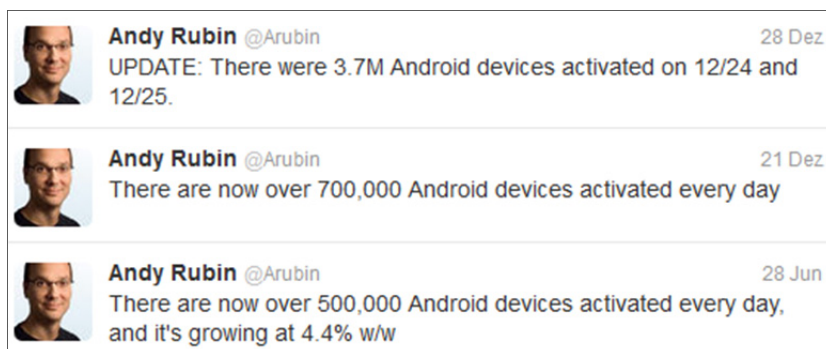 Andy Rubin @Arubin 28 Dez
UPDATE: There were 3.7M Android devices activated on 12/24 and
12/25.
Andy Rubin @Arubin 21 Dez
There are now over 700,000 Android devices activated every day
Andy Rubin @Arubin 28 Jun
There are now over 500,000 Android devices activated every day,
and it's growing at 4.4% w/w